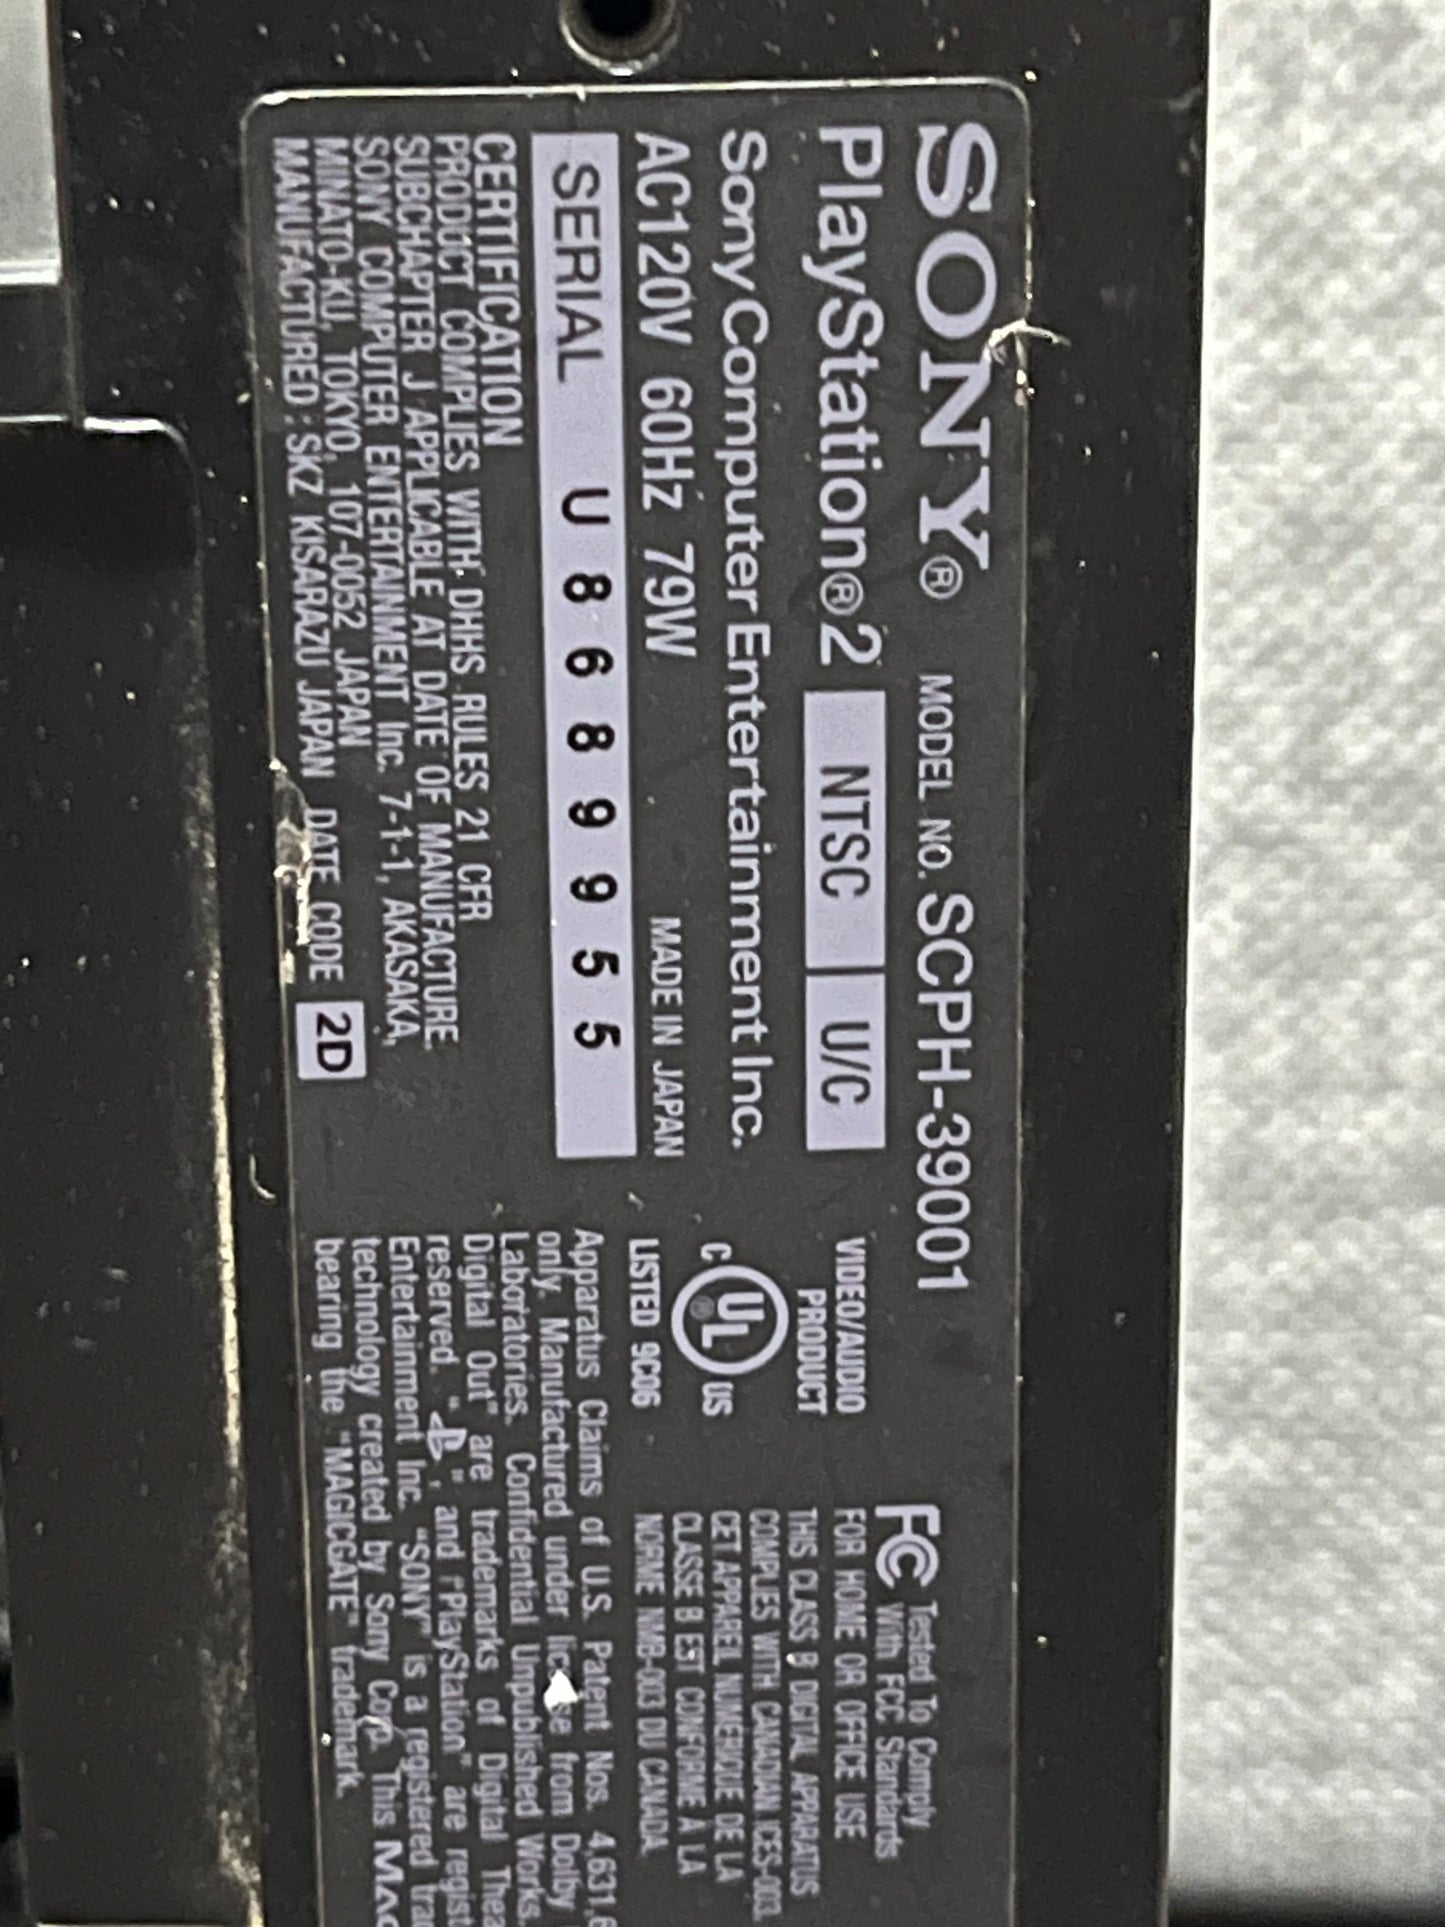 SONY® MODEL NO. SCPH-39001
PlayStation®2 NTSC U/C
Sony Computer Entertainment Inc.
AC120V 60Hz 79W MADE IN JAPAN
SERIAL U8689955
CERTIFICATION
PRODUCT COMPLIES WITH DHHS RULES 21 CFR
SUBCHAPTER J APPLICABLE AT DATE OF MANUFACTURE.
SONY COMPUTER ENTERTAINMENT Inc. 7-1-1, AKASAKA,
MINATO-KU, TOKYO, 107-0052 JAPAN
MANUFACTURED : SKZ KISARAZU JAPAN DATE CODE 2D
VIDEO/AUDIO
PRODUCT
C UL® US
LISTED 9C06
FC Tested To Comply
With FCC Standards
FOR HOME OR OFFICE USE
THIS CLASS B DIGITAL APPARATUS
COMPLIES WITH CANADIAN ICES-003.
CET APPAREIL NUMERIQUE DE LA
CLASSE B EST CONFORME A LA
NORME NMB-003 DU CANADA
Apparatus Claims of U.S. Patent Nos. 4,631,6
only. Manufactured under license from Dolby
Laboratories. Confidential Unpublished Works.
Digital Out" are trademarks of Digital Thea
reserved. " ", and "PlayStation" are regist
Entertainment Inc. "SONY" is a registered trad
technology created by Sony Corp. This MAG
bearing the "MAGICGATE" trademark.